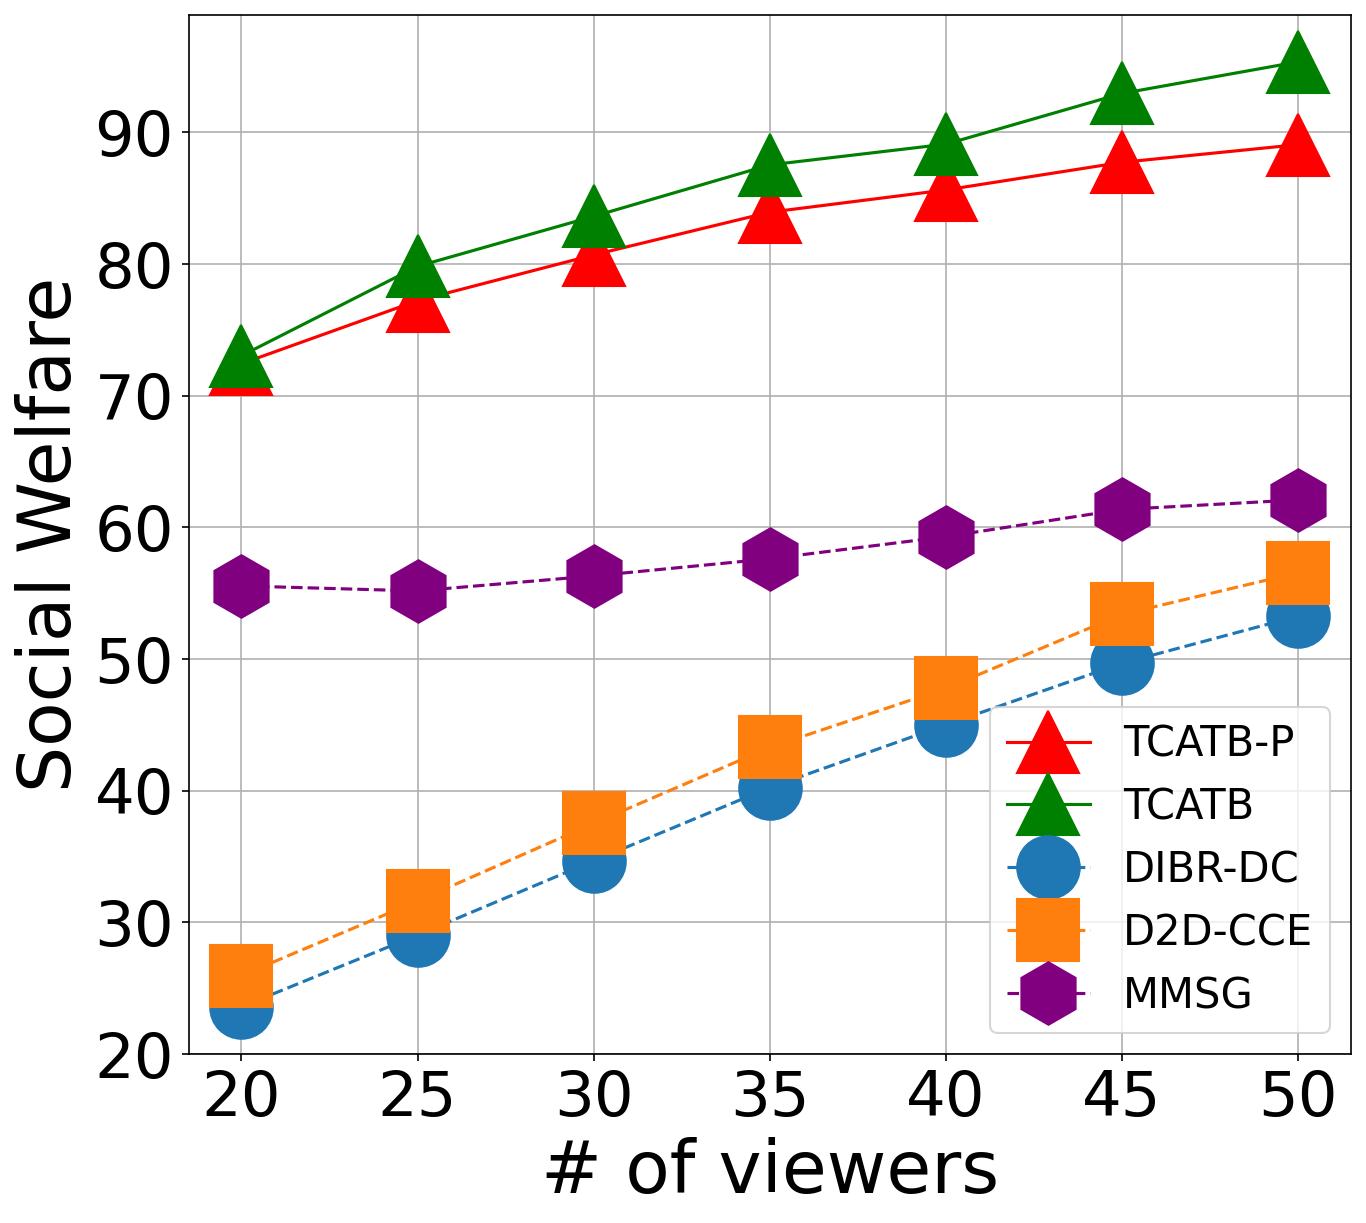 Social Welfare
90
80
70
60
50
40
30
20
20 25 30 35 40 45 50
# of viewers
TCATB-P
TCATB
DIBR-DC
D2D-CCE
MMSG